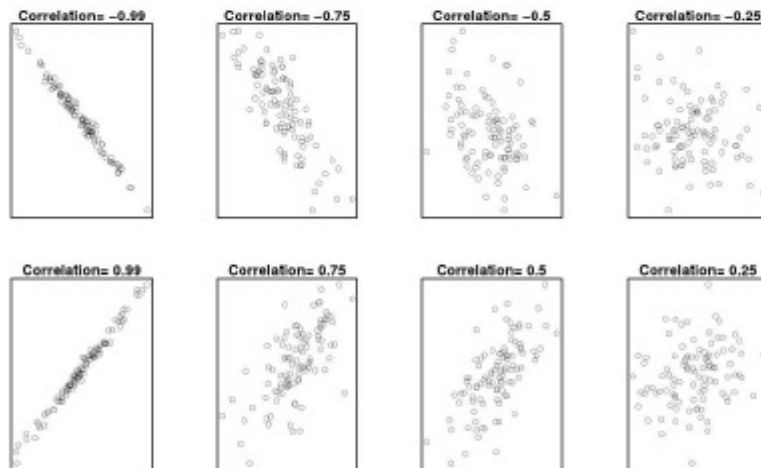 Correlation= −0.99
Correlation= −0.75
Correlation= −0.5
Correlation= −0.25
Correlation= 0.99
Correlation= 0.75
Correlation= 0.5
Correlation= 0.25